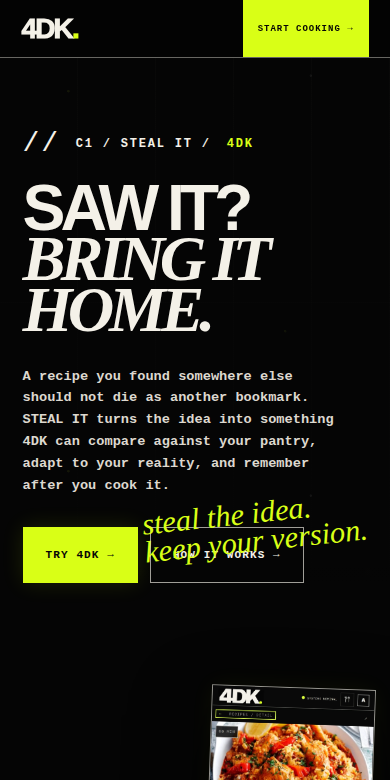 4DK.
START COOKING →
// C1 / STEAL IT / 4DK
SAW IT?
BRING IT
HOME.
A recipe you found somewhere else
should not die as another bookmark.
STEAL IT turns the idea into something
4DK can compare against your pantry,
adapt to your reality, and remember
after you cook it.
steal the idea.
keep your version.
TRY 4DK →
HOW IT WORKS →
4DK.
← RECIPES / DETAIL